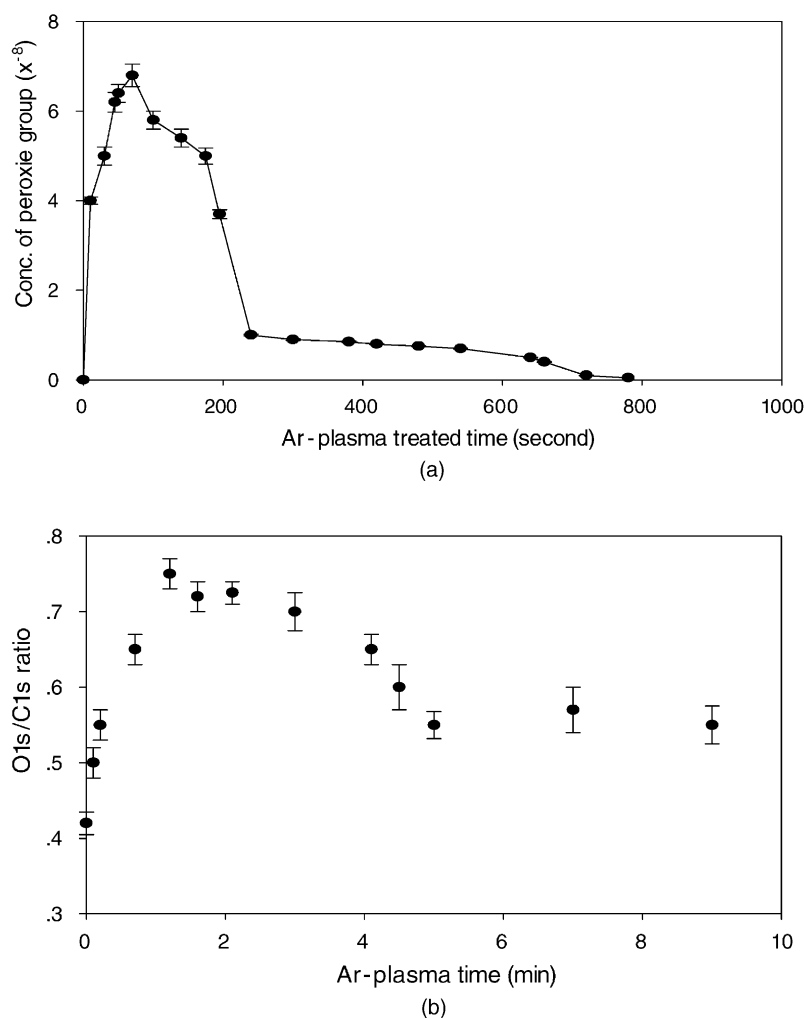 8
6
4
2
0
Conc. of peroxie group (x-8)
0 200 400 600 800 1000
Ar-plasma treated time (second)
(a)
.8
.7
.6
.5
.4
.3
O1s/C1s ratio
0 2 4 6 8 10
Ar-plasma time (min)
(b)